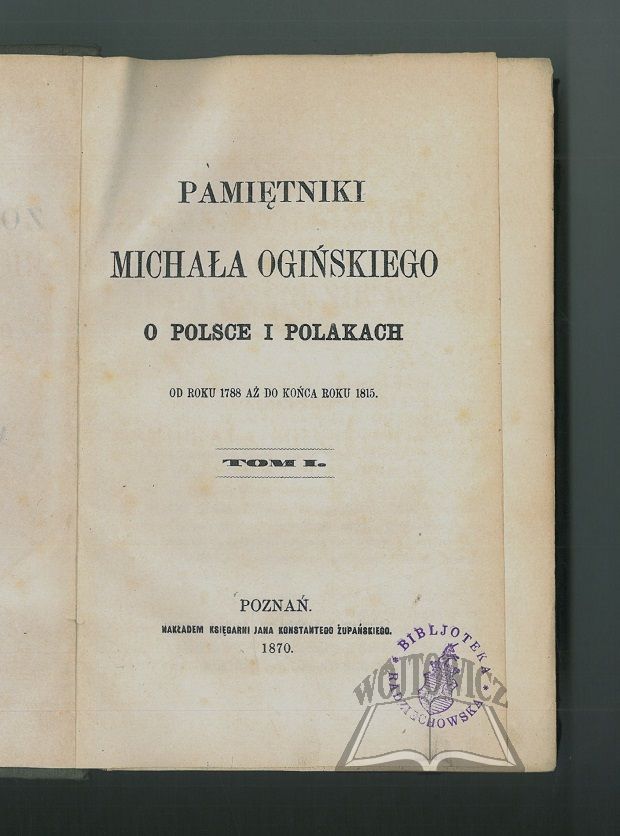 PAMIĘTNIKI
MICHAŁA OGIŃSKIEGO
O POLSCE I POLAKACH
OD ROKU 1788 AŻ DO KOŃCA ROKU 1815.
TOM I.
POZNAŃ.
NAKŁADEM KSIĘGARNI JANA KONSTANTEGO ŻUPAŃSKIEGO.
1870.
* BIBLJOTEKA *
RADZIECHOWSKA
WÓJTOWICZ